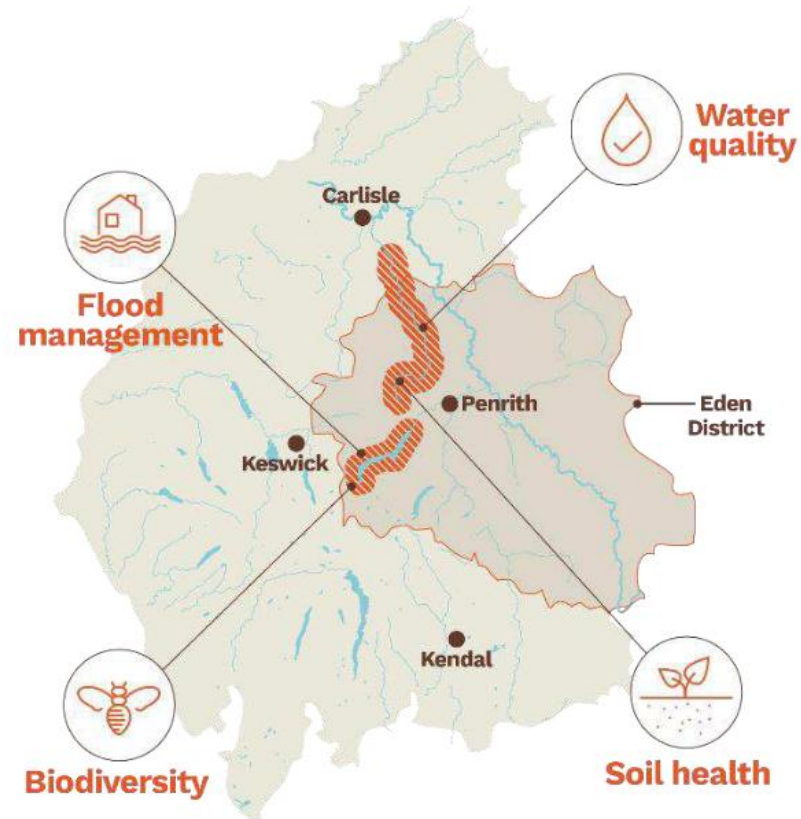 Water
quality
Carlisle
Flood
management
Penrith
Eden
District
Keswick
Kendal
Biodiversity
Soil health